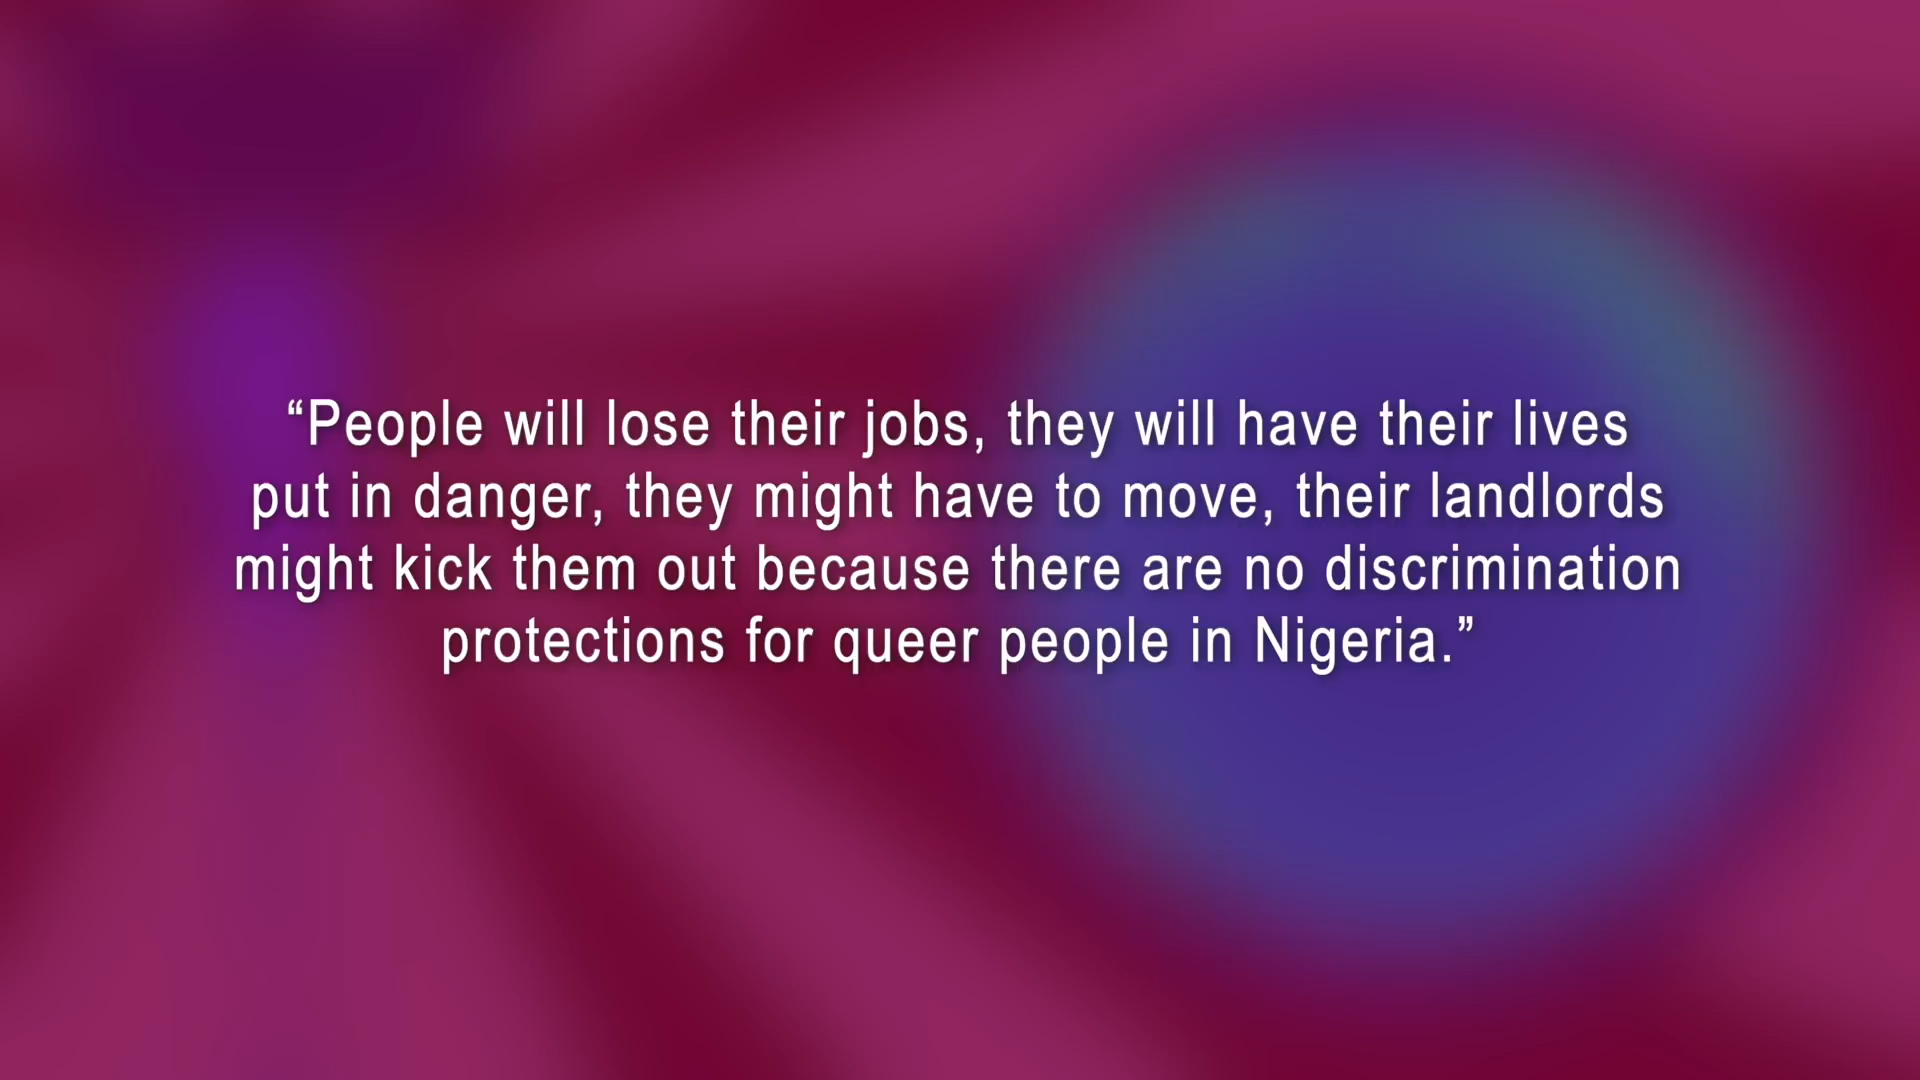 “People will lose their jobs, they will have their lives
put in danger, they might have to move, their landlords
might kick them out because there are no discrimination
protections for queer people in Nigeria.”